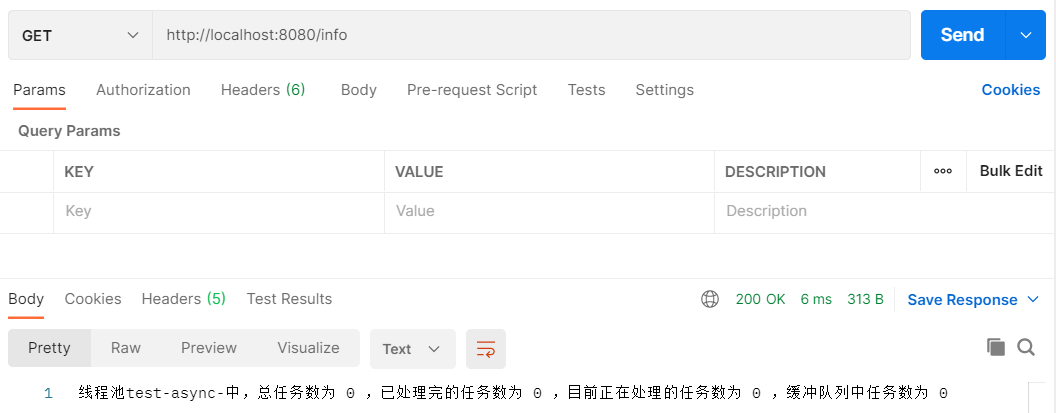 GET http://localhost:8080/info Send
Params Authorization Headers (6) Body Pre-request Script Tests Settings Cookies
Query Params
KEY VALUE DESCRIPTION ooo Bulk Edit
Key Value Description
Body Cookies Headers (5) Test Results 200 OK 6 ms 313 B Save Response
Pretty Raw Preview Visualize Text
1 线程池test-async-中，总任务数为 0 ，已处理完的任务数为 0 ，目前正在处理的任务数为 0 ，缓冲队列中任务数为 0